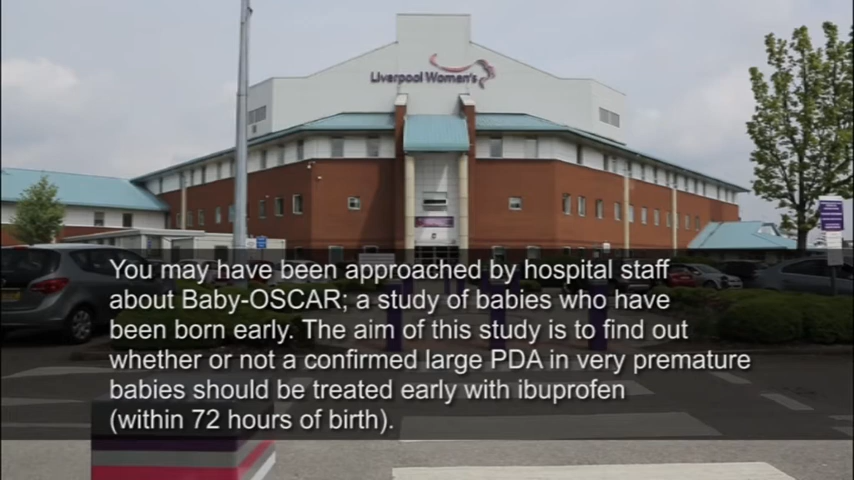 Liverpool Women's
You may have been approached by hospital staff
about Baby-OSCAR; a study of babies who have
been born early. The aim of this study is to find out
whether or not a confirmed large PDA in very premature
babies should be treated early with ibuprofen
(within 72 hours of birth).